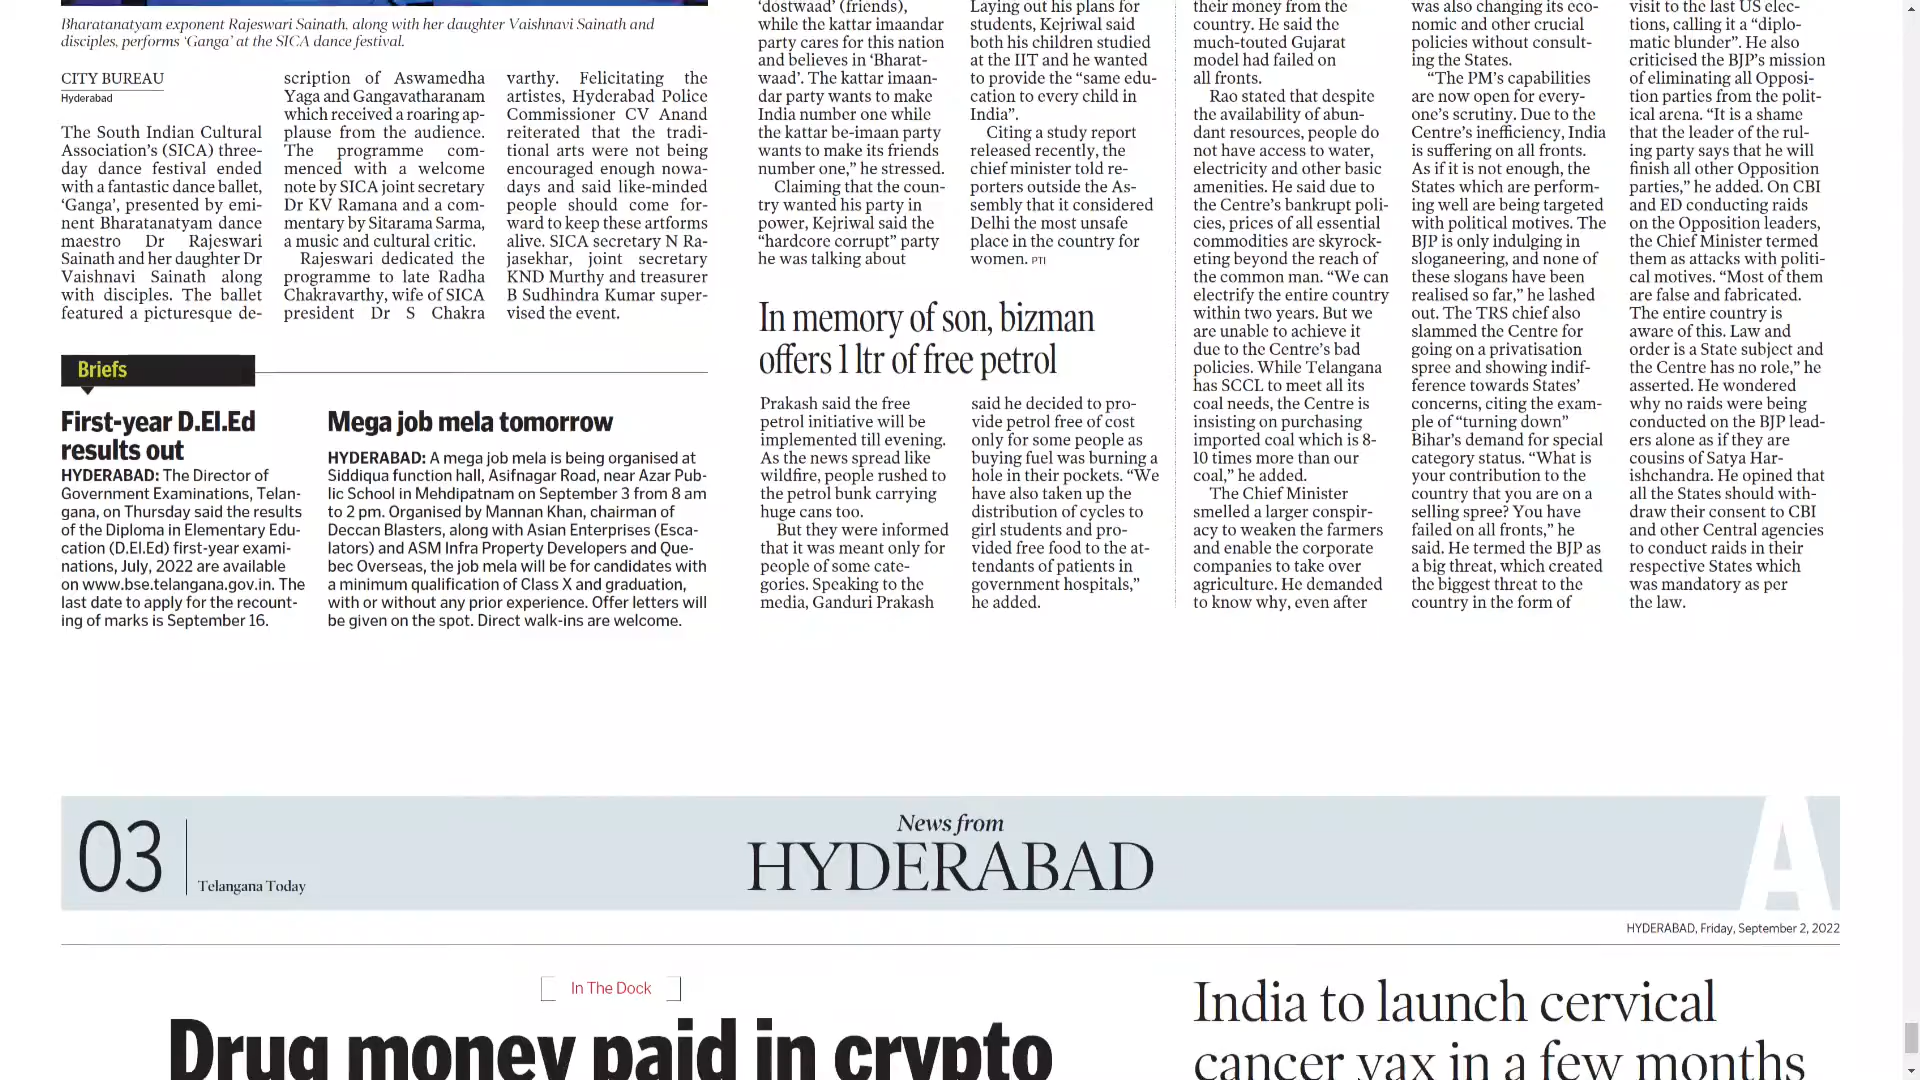 Bharatanatyam exponent Rajeswari Sainath, along with her daughter Vaishnavi Sainath and
disciples, performs ‘Ganga’ at the SICA dance festival.
CITY BUREAU
Hyderabad
The South Indian Cultural
Association’s (SICA) three-
day dance festival ended
with a fantastic dance ballet,
‘Ganga’, presented by emi-
nent Bharatanatyam dance
maestro Dr Rajeswari
Sainath and her daughter Dr
Vaishnavi Sainath along
with disciples. The ballet
featured a picturesque de-
scription of Aswamedha
Yaga and Gangavatharanam
which received a roaring ap-
plause from the audience.
The programme com-
menced with a welcome
note by SICA joint secretary
Dr KV Ramana and a com-
mentary by Sitarama Sarma,
a music and cultural critic.
Rajeswari dedicated the
programme to late Radha
Chakravarthy, wife of SICA
president Dr S Chakra
varthy. Felicitating the
artistes, Hyderabad Police
Commissioner CV Anand
reiterated that the tradi-
tional arts were not being
encouraged enough nowa-
days and said like-minded
people should come for-
ward to keep these artforms
alive. SICA secretary N Ra-
jasekhar, joint secretary
KND Murthy and treasurer
B Sudhindra Kumar super-
vised the event.
Briefs
First-year D.El.Ed
results out
HYDERABAD: The Director of
Government Examinations, Telan-
gana, on Thursday said the results
of the Diploma in Elementary Edu-
cation (D.El.Ed) first-year exami-
nations, July, 2022 are available
on www.bse.telangana.gov.in. The
last date to apply for the recount-
ing of marks is September 16.
Mega job mela tomorrow
HYDERABAD: A mega job mela is being organised at
Siddiqua function hall, Asifnagar Road, near Azar Pub-
lic School in Mehdipatnam on September 3 from 8 am
to 2 pm. Organised by Mannan Khan, chairman of
Deccan Blasters, along with Asian Enterprises (Esca-
lators) and ASM Infra Property Developers and Que-
bec Overseas, the job mela will be for candidates with
a minimum qualification of Class X and graduation,
with or without any prior experience. Offer letters will
be given on the spot. Direct walk-ins are welcome.
‘dostwaad’ (friends),
while the kattar imaandar
party cares for this nation
and believes in ‘Bharat-
waad’. The kattar imaan-
dar party wants to make
India number one while
the kattar be-imaan party
wants to make its friends
number one,” he stressed.
Claiming that the coun-
try wanted his party in
power, Kejriwal said the
“hardcore corrupt” party
he was talking about
Laying out his plans for
students, Kejriwal said
both his children studied
at the IIT and he wanted
to provide the “same edu-
cation to every child in
India”.
Citing a study report
released recently, the
chief minister told re-
porters outside the As-
sembly that it considered
Delhi the most unsafe
place in the country for
women. PTI
In memory of son, bizman
offers 1 ltr of free petrol
Prakash said the free
petrol initiative will be
implemented till evening.
As the news spread like
wildfire, people rushed to
the petrol bunk carrying
huge cans too.
But they were informed
that it was meant only for
people of some cate-
gories. Speaking to the
media, Ganduri Prakash
said he decided to pro-
vide petrol free of cost
only for some people as
buying fuel was burning a
hole in their pockets. “We
have also taken up the
distribution of cycles to
girl students and pro-
vided free food to the at-
tendants of patients in
government hospitals,”
he added.
their money from the
country. He said the
much-touted Gujarat
model had failed on
all fronts.
Rao stated that despite
the availability of abun-
dant resources, people do
not have access to water,
electricity and other basic
amenities. He said due to
the Centre’s bankrupt poli-
cies, prices of all essential
commodities are skyrock-
eting beyond the reach of
the common man. “We can
electrify the entire country
within two years. But we
are unable to achieve it
due to the Centre’s bad
policies. While Telangana
has SCCL to meet all its
coal needs, the Centre is
insisting on purchasing
imported coal which is 8-
10 times more than our
coal,” he added.
The Chief Minister
smelled a larger conspir-
acy to weaken the farmers
and enable the corporate
companies to take over
agriculture. He demanded
to know why, even after
was also changing its eco-
nomic and other crucial
policies without consult-
ing the States.
“The PM’s capabilities
are now open for every-
one’s scrutiny. Due to the
Centre’s inefficiency, India
is suffering on all fronts.
As if it is not enough, the
States which are perform-
ing well are being targeted
with political motives. The
BJP is only indulging in
sloganeering, and none of
these slogans have been
realised so far,” he lashed
out. The TRS chief also
slammed the Centre for
going on a privatisation
spree and showing indif-
ference towards States’
concerns, citing the exam-
ple of “turning down”
Bihar’s demand for special
category status. “What is
your contribution to the
country that you are on a
selling spree? You have
failed on all fronts,” he
said. He termed the BJP as
a big threat, which created
the biggest threat to the
country in the form of
visit to the last US elec-
tions, calling it a “diplo-
matic blunder”. He also
criticised the BJP’s mission
of eliminating all Opposi-
tion parties from the polit-
ical arena. “It is a shame
that the leader of the rul-
ing party says that he will
finish all other Opposition
parties,” he added. On CBI
and ED conducting raids
on the Opposition leaders,
the Chief Minister termed
them as attacks with politi-
cal motives. “Most of them
are false and fabricated.
The entire country is
aware of this. Law and
order is a State subject and
the Centre has no role,” he
asserted. He wondered
why no raids were being
conducted on the BJP lead-
ers alone as if they are
cousins of Satya Har-
ishchandra. He opined that
all the States should with-
draw their consent to CBI
and other Central agencies
to conduct raids in their
respective States which
was mandatory as per
the law.
03
Telangana Today
News from
HYDERABAD
A
HYDERABAD, Friday, September 2, 2022
In The Dock
Drug money paid in crypto
India to launch cervical
cancer vax in a few months